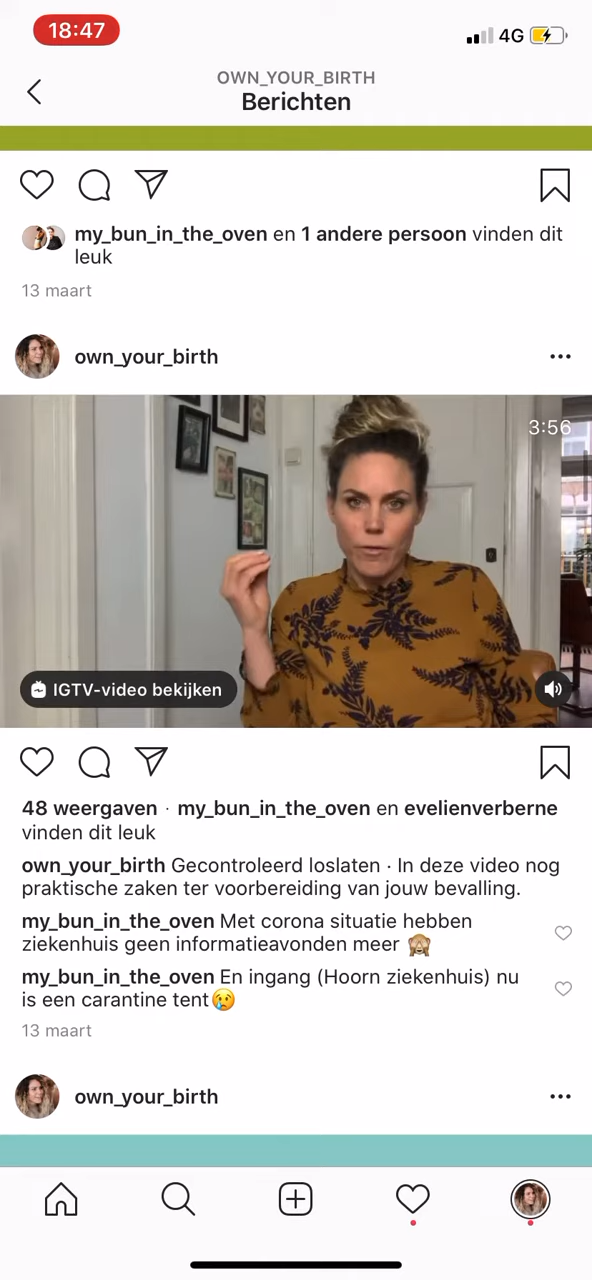 18:47
4G
OWN_YOUR_BIRTH
Berichten
my_bun_in_the_oven en 1 andere persoon vinden dit
leuk
13 maart
own_your_birth
3:56
IGTV-video bekijken
48 weergaven · my_bun_in_the_oven en evelienverberne
vinden dit leuk
own_your_birth Gecontroleerd loslaten · In deze video nog
praktische zaken ter voorbereiding van jouw bevalling.
my_bun_in_the_oven Met corona situatie hebben
ziekenhuis geen informatieavonden meer 🙈
my_bun_in_the_oven En ingang (Hoorn ziekenhuis) nu
is een carantine tent😢
13 maart
own_your_birth